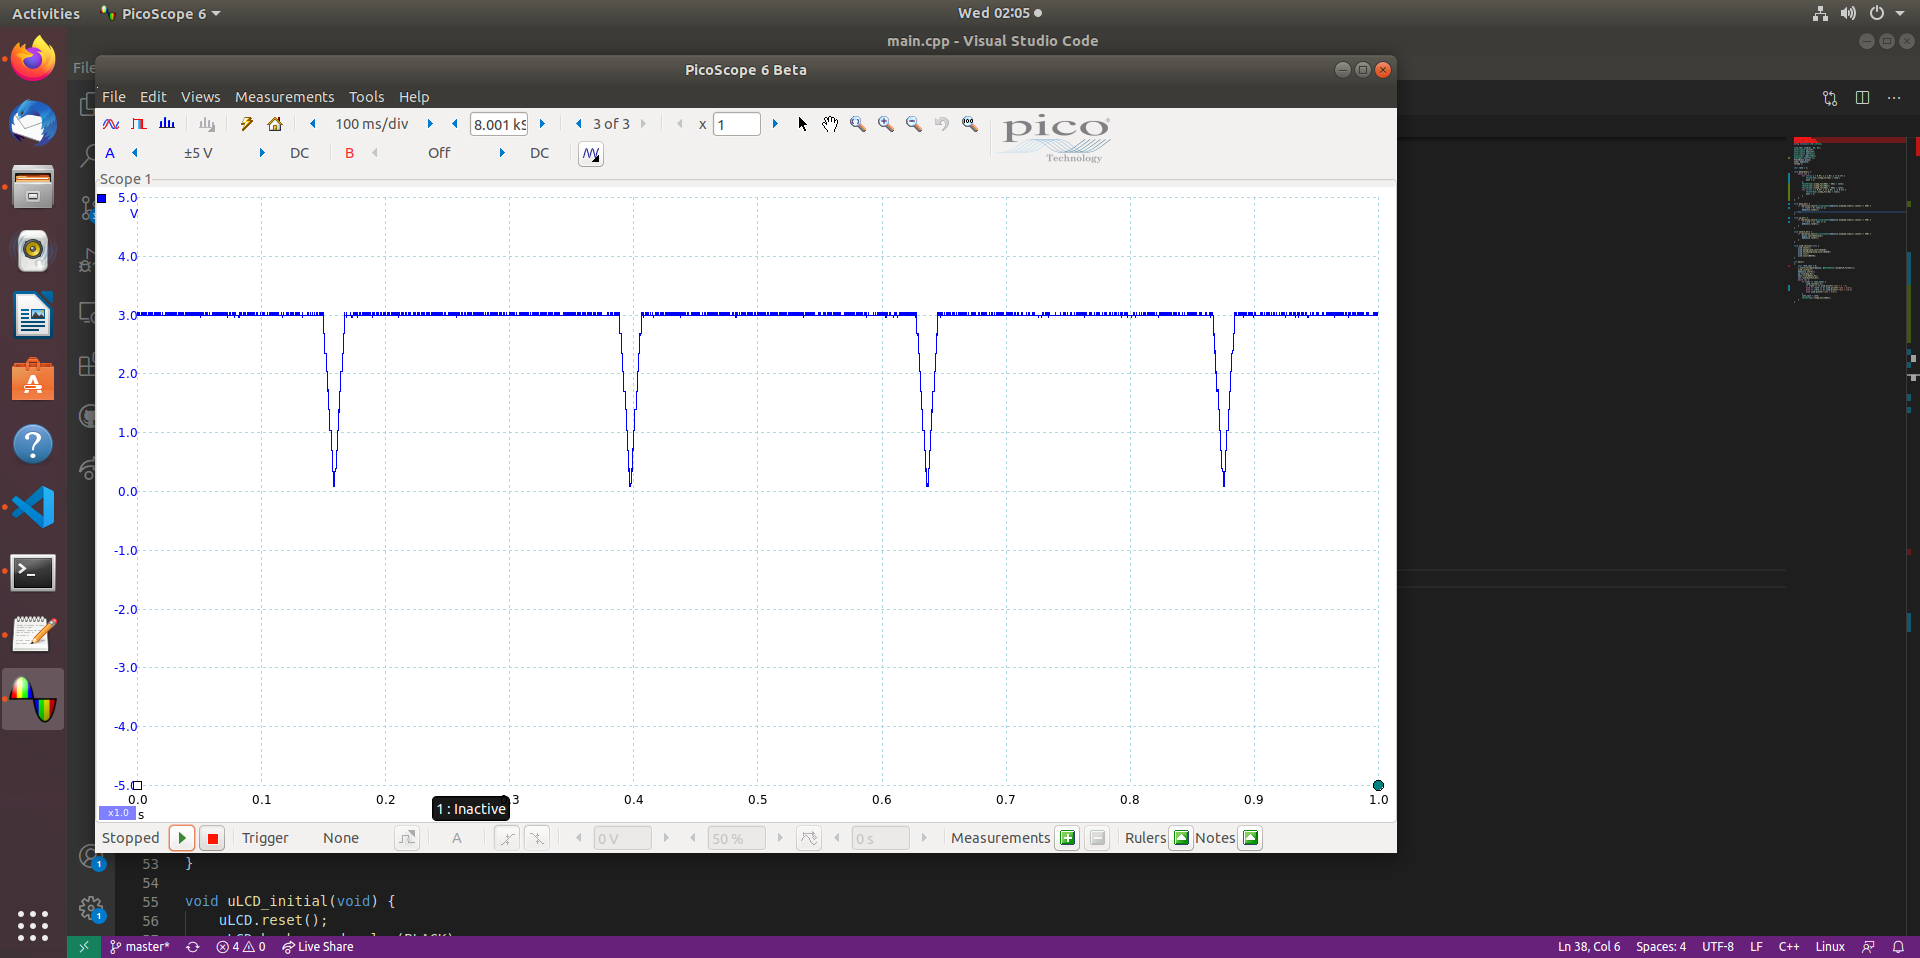 Activities PicoScope 6 Wed 02:05
main.cpp - Visual Studio Code
File
PicoScope 6 Beta
File Edit Views Measurements Tools Help
100 ms/div 8.001 kS 3 of 3 x 1
pico
Technology
A ±5 V DC B Off DC
Scope 1
5.0
V
4.0
3.0
2.0
1.0
0.0
-1.0
-2.0
-3.0
-4.0
-5.0
0.0 0.1 0.2 0.3 0.4 0.5 0.6 0.7 0.8 0.9 1.0
x1.0 s
1 : Inactive
Stopped Trigger None A 0 V 50 % 0 s Measurements Rulers Notes
53 }
54
55 void uLCD_initial(void) {
56 uLCD.reset();
1
1
master* 4 0 Live Share Ln 38, Col 6 Spaces: 4 UTF-8 LF C++ Linux